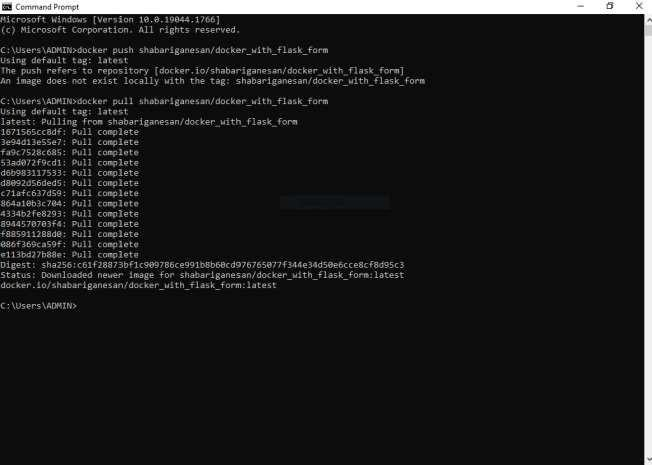 Command Prompt
Microsoft Windows [Version 10.0.19044.1766]
(c) Microsoft Corporation. All rights reserved.
C:\Users\ADMIN>docker push shabariganesan/docker_with_flask_form
Using default tag: latest
The push refers to repository [docker.io/shabariganesan/docker_with_flask_form]
An image does not exist locally with the tag: shabariganesan/docker_with_flask_form
C:\Users\ADMIN>docker pull shabariganesan/docker_with_flask_form
Using default tag: latest
latest: Pulling from shabariganesan/docker_with_flask_form
1671565cc8df: Pull complete
3e94d13e55e7: Pull complete
fa9c7528c685: Pull complete
53ad072f9cd1: Pull complete
d6b983117533: Pull complete
d8092d56ded5: Pull complete
c71afc637d59: Pull complete
864a10b3c704: Pull complete
4334b2fe8293: Pull complete
8944570703f4: Pull complete
f885911288d0: Pull complete
086f369ca59f: Pull complete
e113bd27b88e: Pull complete
Digest: sha256:c61f28873bf1c909786ce991b8b60cd976765077f344e34d50e6cce8cf8d95c3
Status: Downloaded newer image for shabariganesan/docker_with_flask_form:latest
docker.io/shabariganesan/docker_with_flask_form:latest
C:\Users\ADMIN>